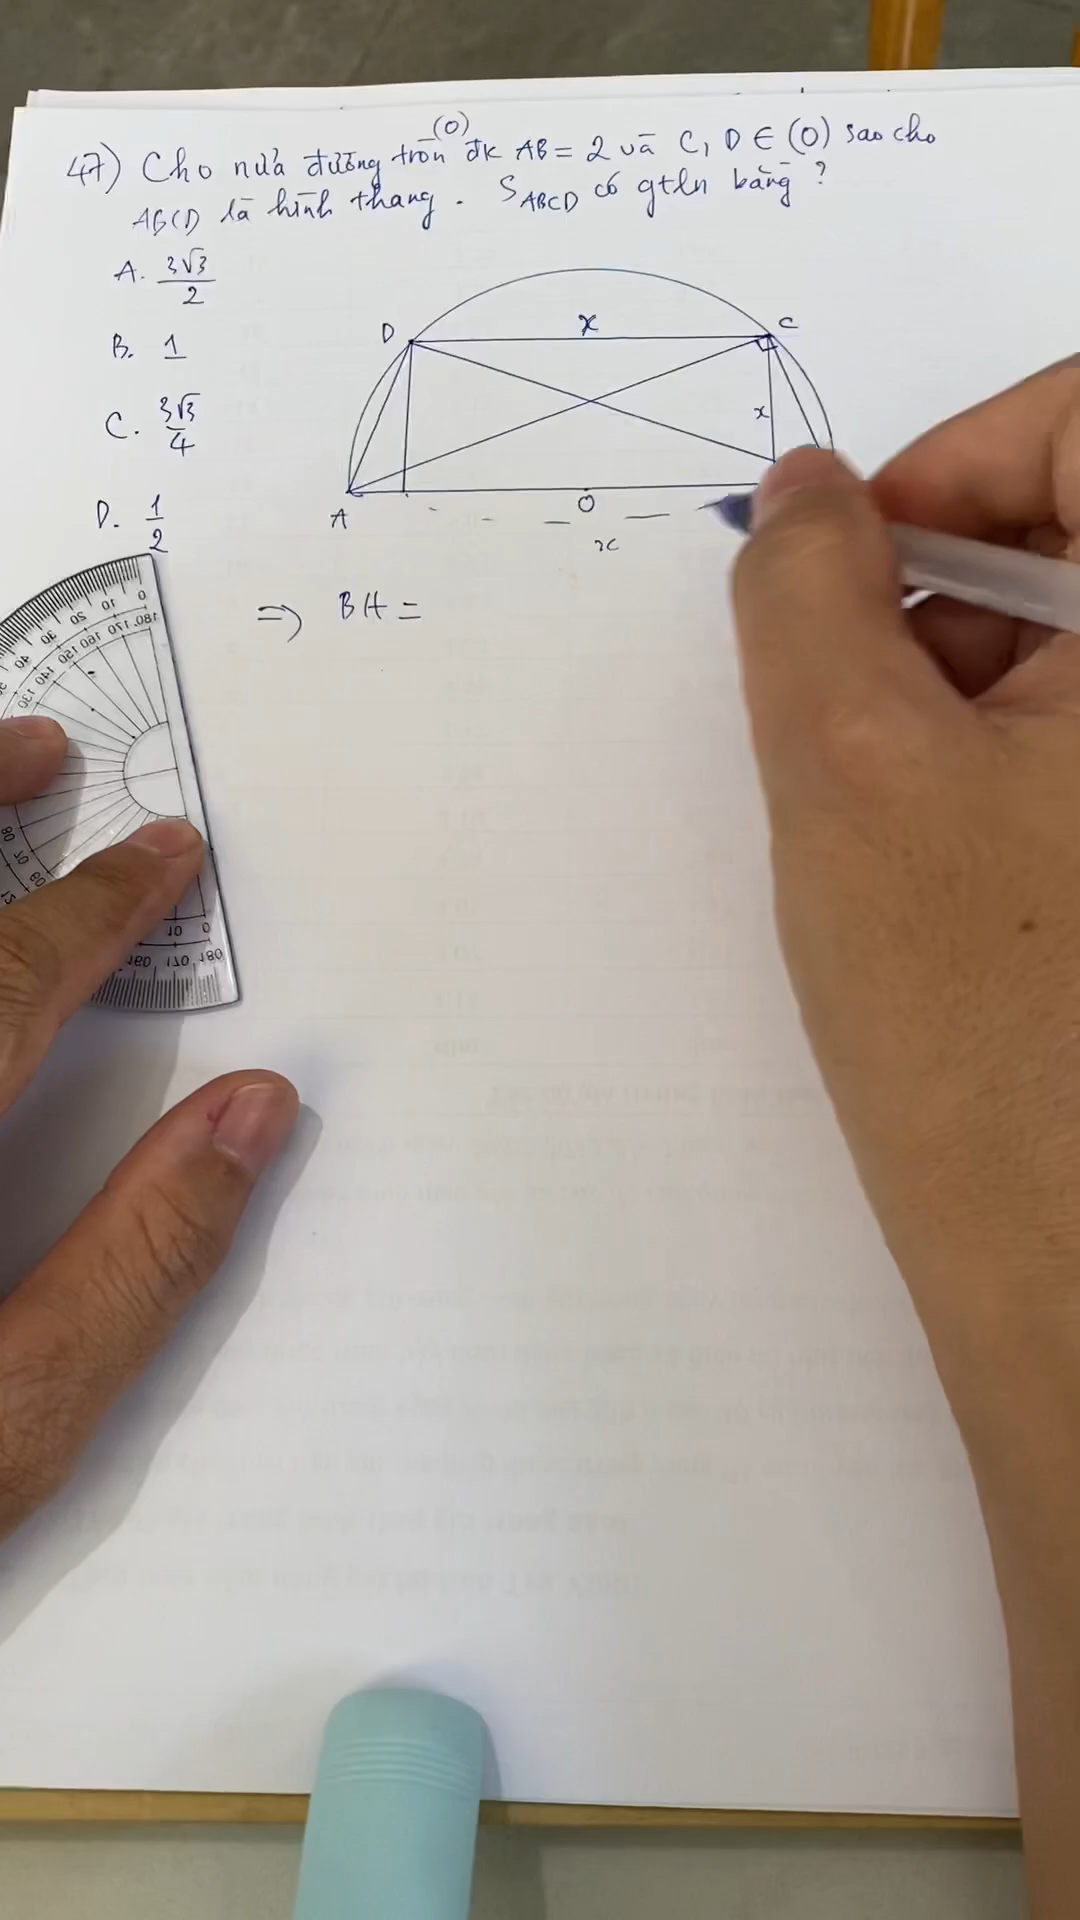 (O)
47) Cho nửa đường tròn đk AB = 2 và C, D ∈ (O) sao cho
ABCD là hình thang. S_ABCD có gtln bằng ?
A. 3√3/2
B. 1
C. 3√3/4
D. 1/2
D x C
x
A O
x
⇒ BH =